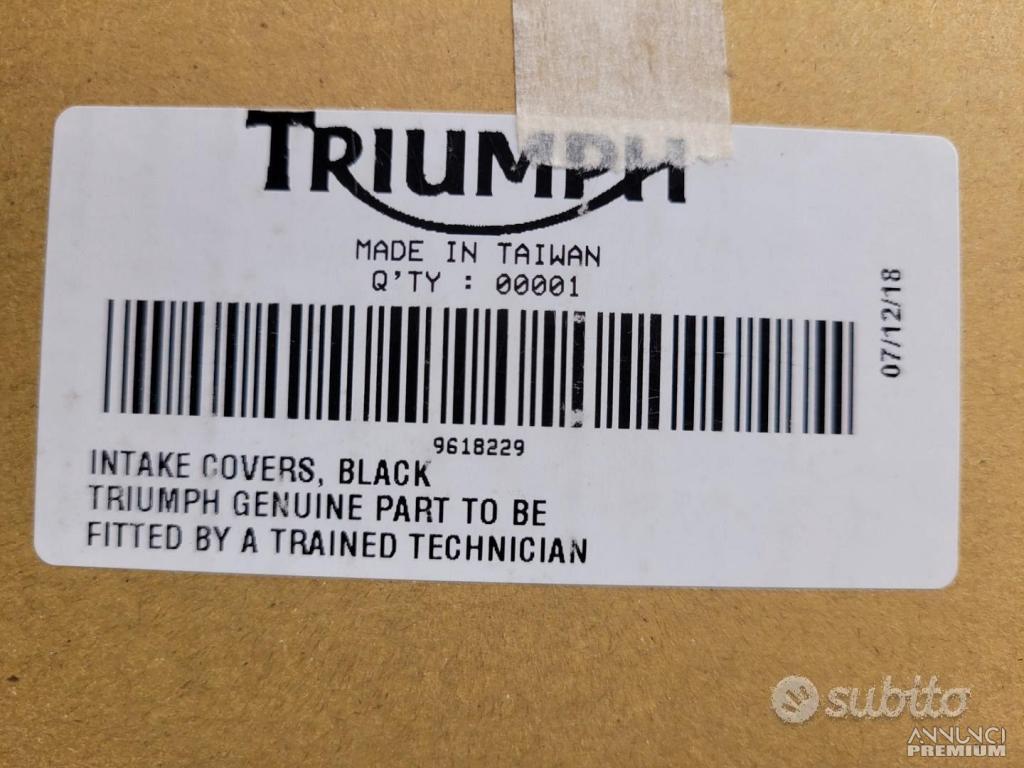 TRIUMPH
MADE IN TAIWAN
Q'TY : 00001
07/12/18
9618229
INTAKE COVERS, BLACK
TRIUMPH GENUINE PART TO BE
FITTED BY A TRAINED TECHNICIAN
subito
ANNUNCI
PREMIUM